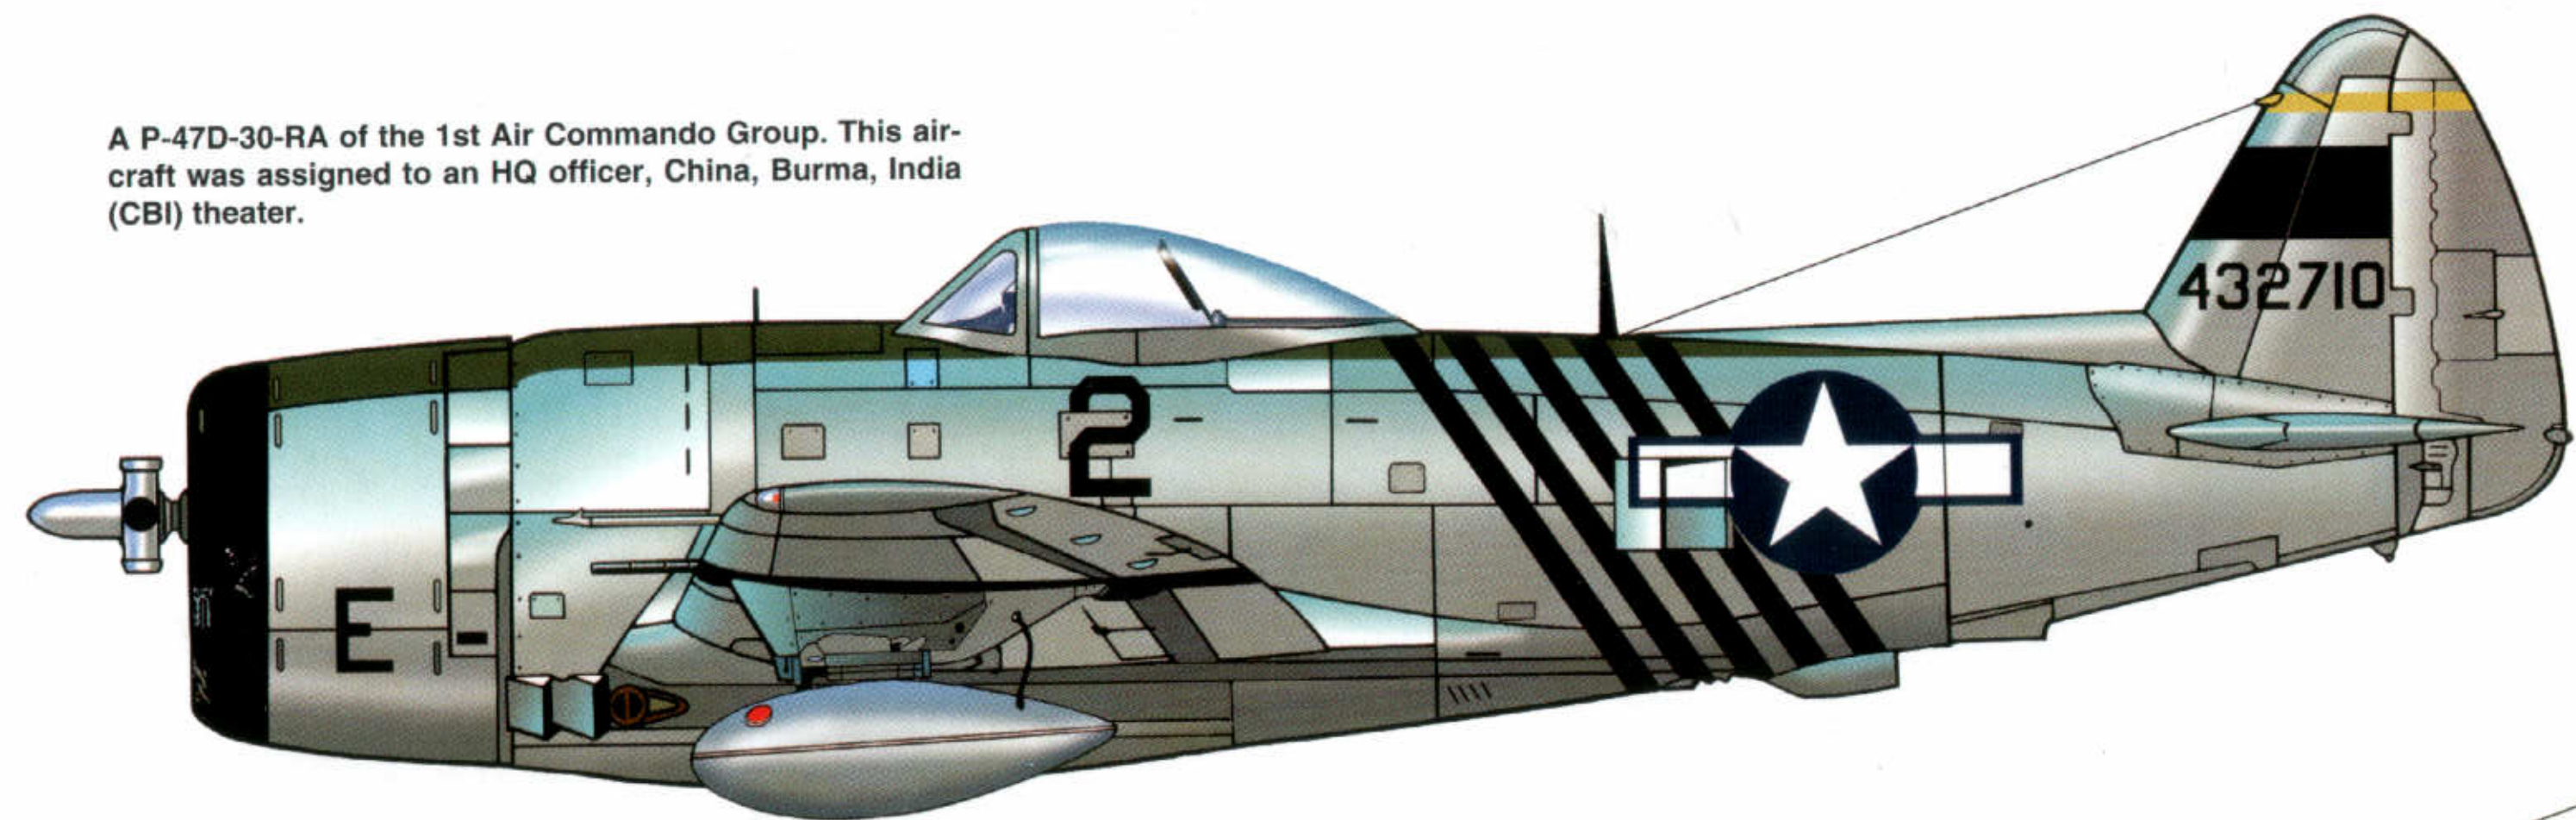 A P-47D-30-RA of the 1st Air Commando Group. This air-
craft was assigned to an HQ officer, China, Burma, India
(CBI) theater.
432710
2
E